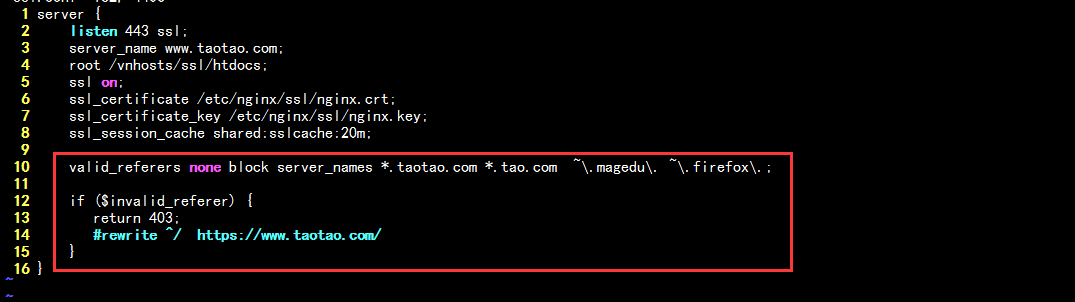 1 server {
2 listen 443 ssl;
3 server_name www.taotao.com;
4 root /vnhosts/ssl/htdocs;
5 ssl on;
6 ssl_certificate /etc/nginx/ssl/nginx.crt;
7 ssl_certificate_key /etc/nginx/ssl/nginx.key;
8 ssl_session_cache shared:sslcache:20m;
9
10 valid_referers none block server_names *.taotao.com *.tao.com ~\.magedu\. ~\.firefox\.;
11
12 if ($invalid_referer) {
13 return 403;
14 #rewrite ^/ https://www.taotao.com/
15 }
16 }
~
~